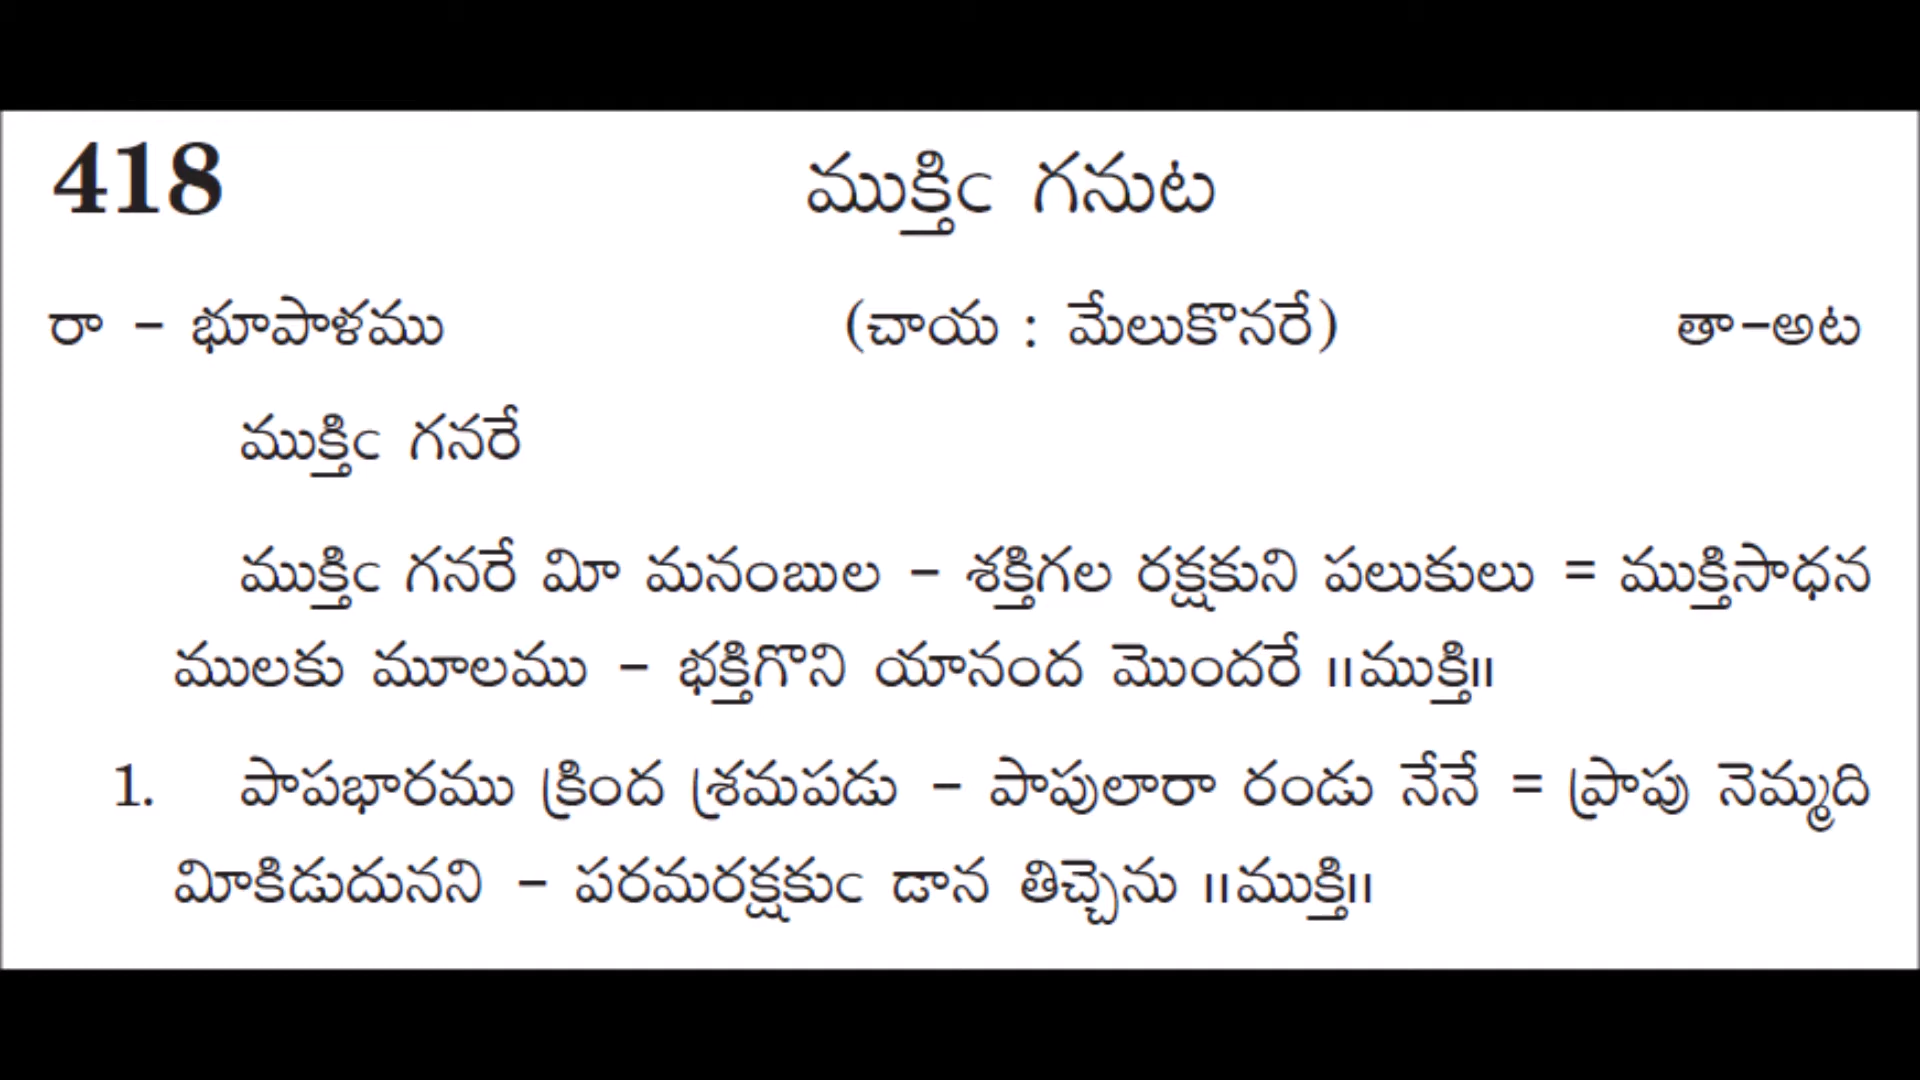 418 ముక్తిఁ గనుట
రా - భూపాళము (చాయ : మేలుకొనరే) తా-అట
ముక్తిఁ గనరే
ముక్తిఁ గనరే మీ మనంబుల - శక్తిగల రక్షకుని పలుకులు = ముక్తిసాధన
ములకు మూలము - భక్తిగొని యానంద మొందరే ॥ముక్తి॥
1. పాపభారము క్రింద శ్రమపడు - పాపులారా రండు నేనే = ప్రాపు నెమ్మది
మీకిడుదునని - పరమరక్షకుఁ డాన తిచ్చెను ॥ముక్తి॥